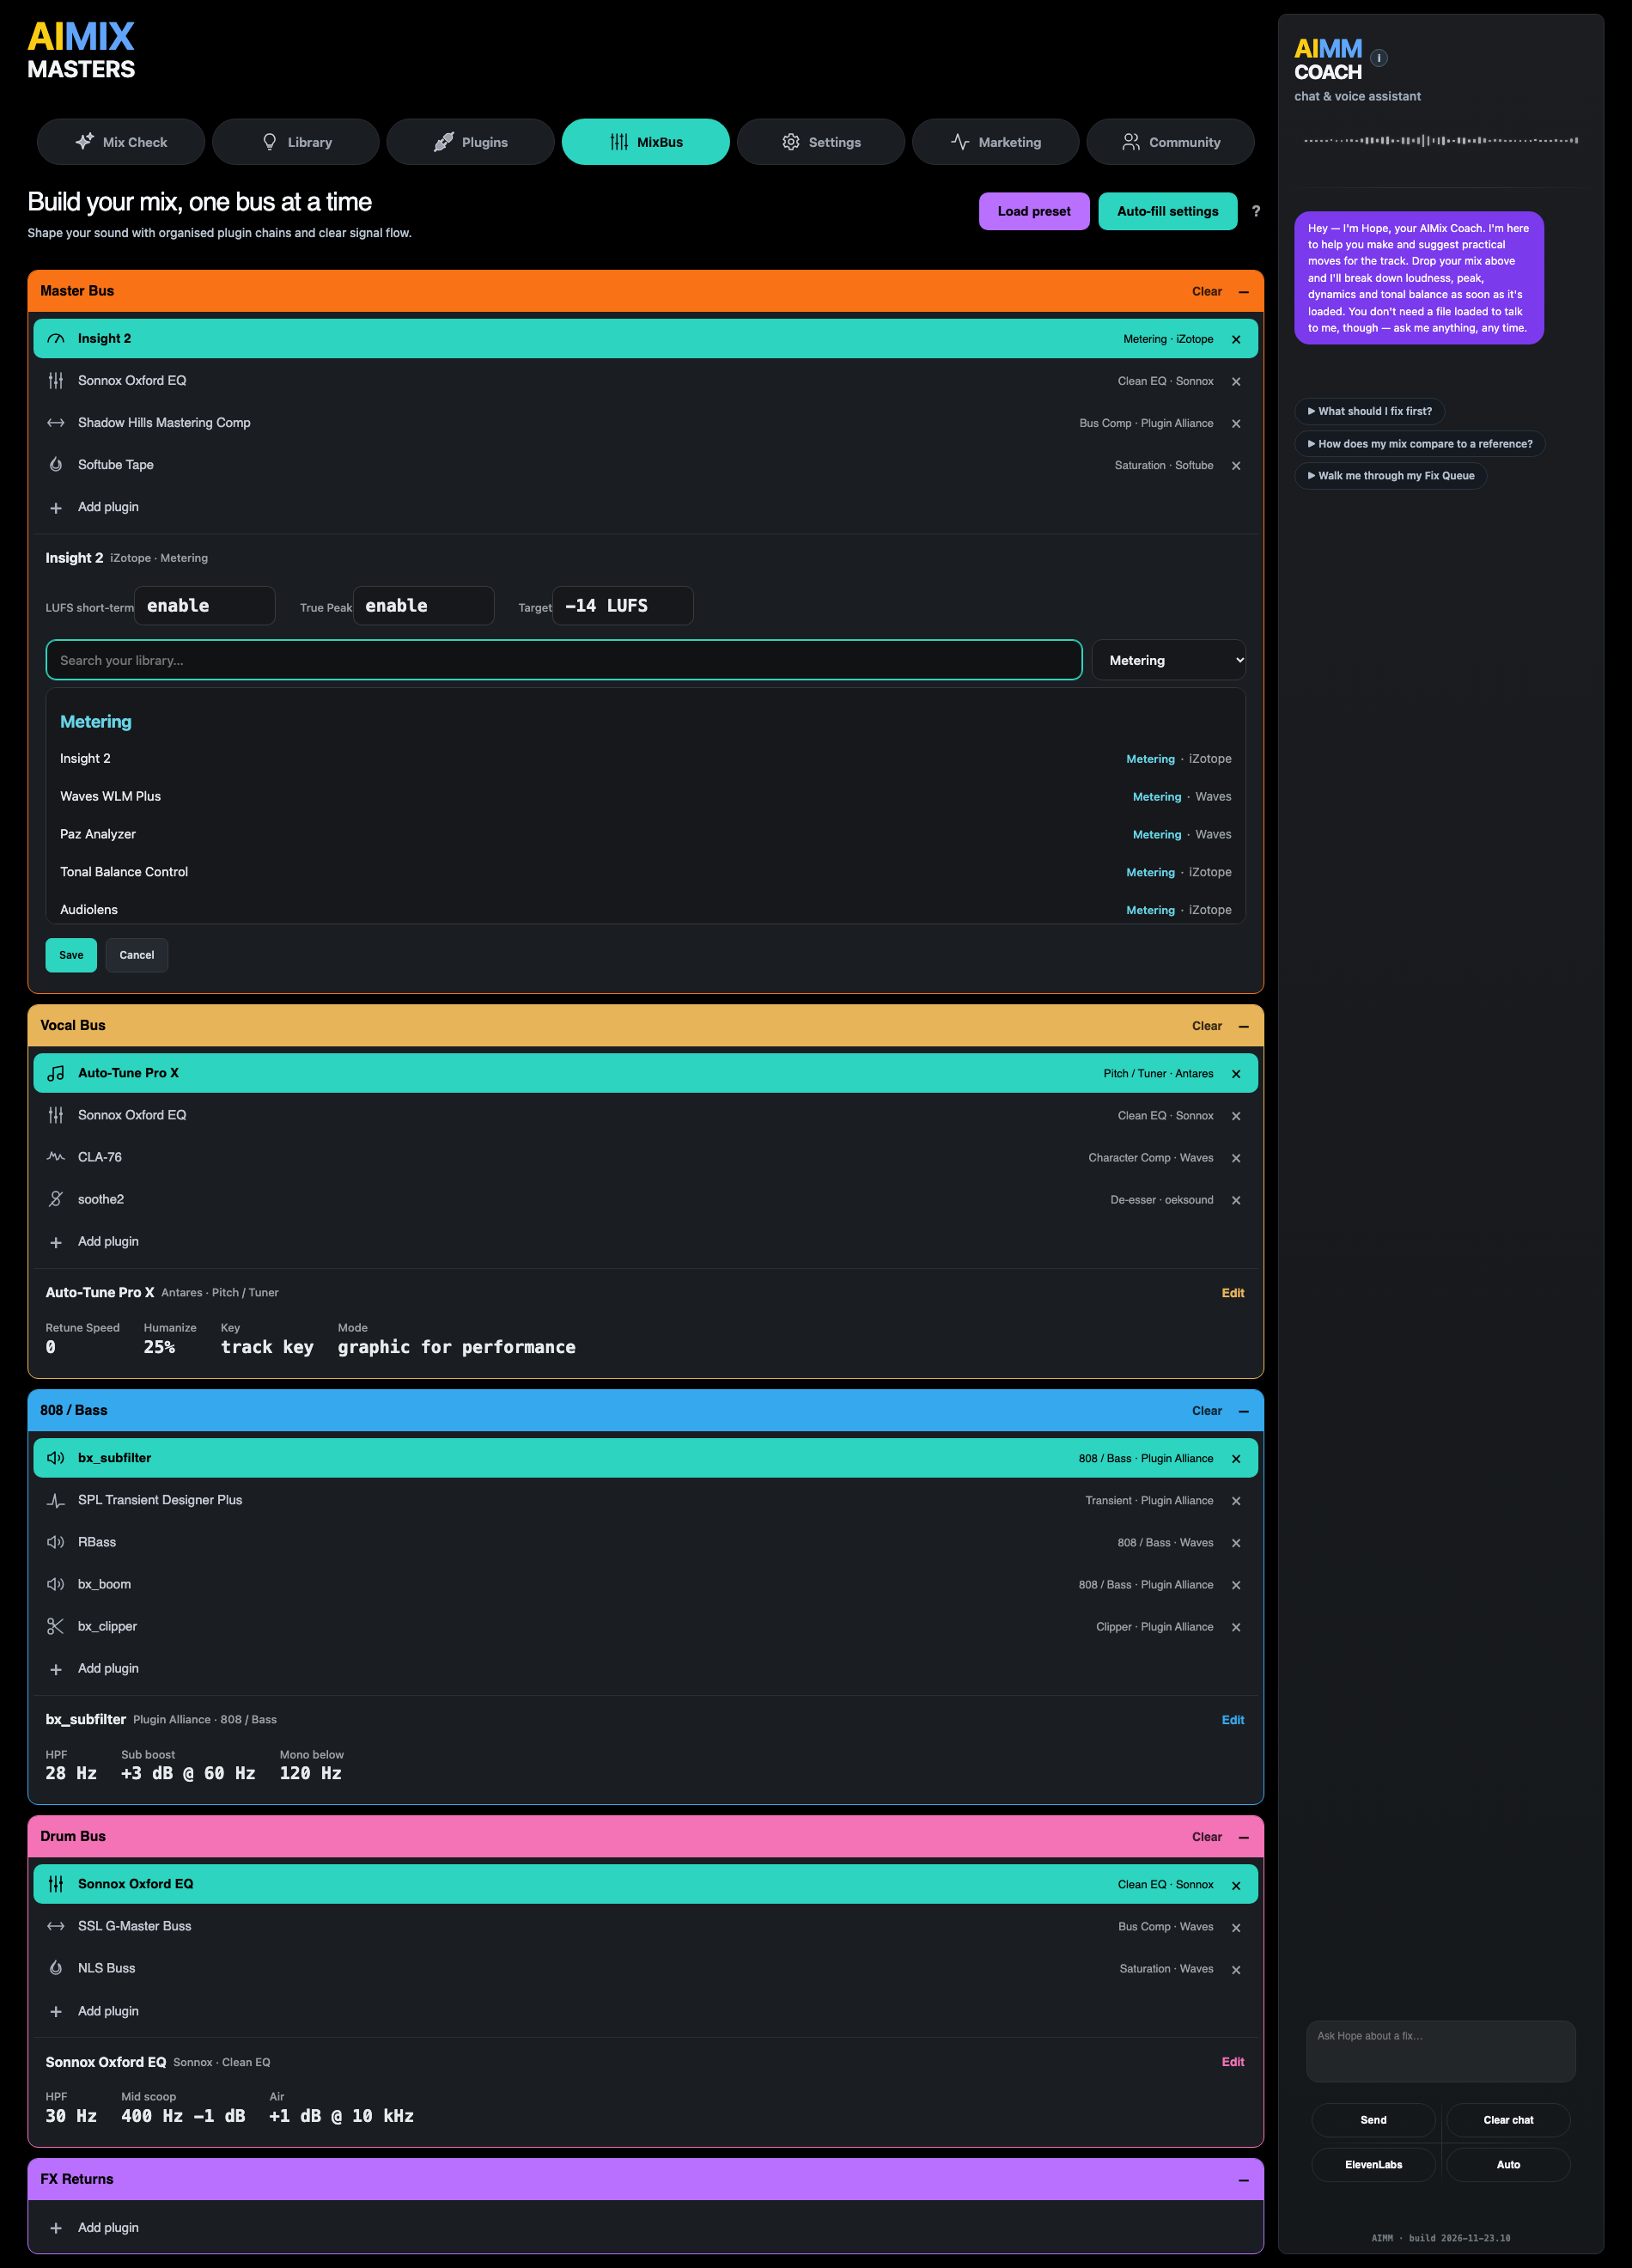 AIMIX
MASTERS
Mix Check
Library
Plugins
MixBus
Settings
Marketing
Community
Build your mix, one bus at a time
Shape your sound with organised plugin chains and clear signal flow.
Load preset
Auto-fill settings
?
Master Bus
Clear
Insight 2
Metering · iZotope
Sonnox Oxford EQ
Clean EQ · Sonnox
Shadow Hills Mastering Comp
Bus Comp · Plugin Alliance
Softube Tape
Saturation · Softube
Add plugin
Insight 2 iZotope · Metering
LUFS short-term enable
True Peak enable
Target −14 LUFS
Search your library...
Metering
Metering
Insight 2
Metering · iZotope
Waves WLM Plus
Metering · Waves
Paz Analyzer
Metering · Waves
Tonal Balance Control
Metering · iZotope
Audiolens
Metering · iZotope
Save
Cancel
Vocal Bus
Clear
Auto-Tune Pro X
Pitch / Tuner · Antares
Sonnox Oxford EQ
Clean EQ · Sonnox
CLA-76
Character Comp · Waves
soothe2
De-esser · oeksound
Add plugin
Auto-Tune Pro X Antares · Pitch / Tuner
Edit
Retune Speed
0
Humanize
25%
Key
track key
Mode
graphic for performance
808 / Bass
Clear
bx_subfilter
808 / Bass · Plugin Alliance
SPL Transient Designer Plus
Transient · Plugin Alliance
RBass
808 / Bass · Waves
bx_boom
808 / Bass · Plugin Alliance
bx_clipper
Clipper · Plugin Alliance
Add plugin
bx_subfilter Plugin Alliance · 808 / Bass
Edit
HPF
28 Hz
Sub boost
+3 dB @ 60 Hz
Mono below
120 Hz
Drum Bus
Clear
Sonnox Oxford EQ
Clean EQ · Sonnox
SSL G-Master Buss
Bus Comp · Waves
NLS Buss
Saturation · Waves
Add plugin
Sonnox Oxford EQ Sonnox · Clean EQ
Edit
HPF
30 Hz
Mid scoop
400 Hz −1 dB
Air
+1 dB @ 10 kHz
FX Returns
Add plugin
AIMM
COACH
i
chat & voice assistant
Hey — I'm Hope, your AIMix Coach. I'm here
to help you make and suggest practical
moves for the track. Drop your mix above
and I'll break down loudness, peak,
dynamics and tonal balance as soon as it's
loaded. You don't need a file loaded to talk
to me, though — ask me anything, any time.
What should I fix first?
How does my mix compare to a reference?
Walk me through my Fix Queue
Ask Hope about a fix...
Send
Clear chat
ElevenLabs
Auto
AIMM · build 2026-11-23.10